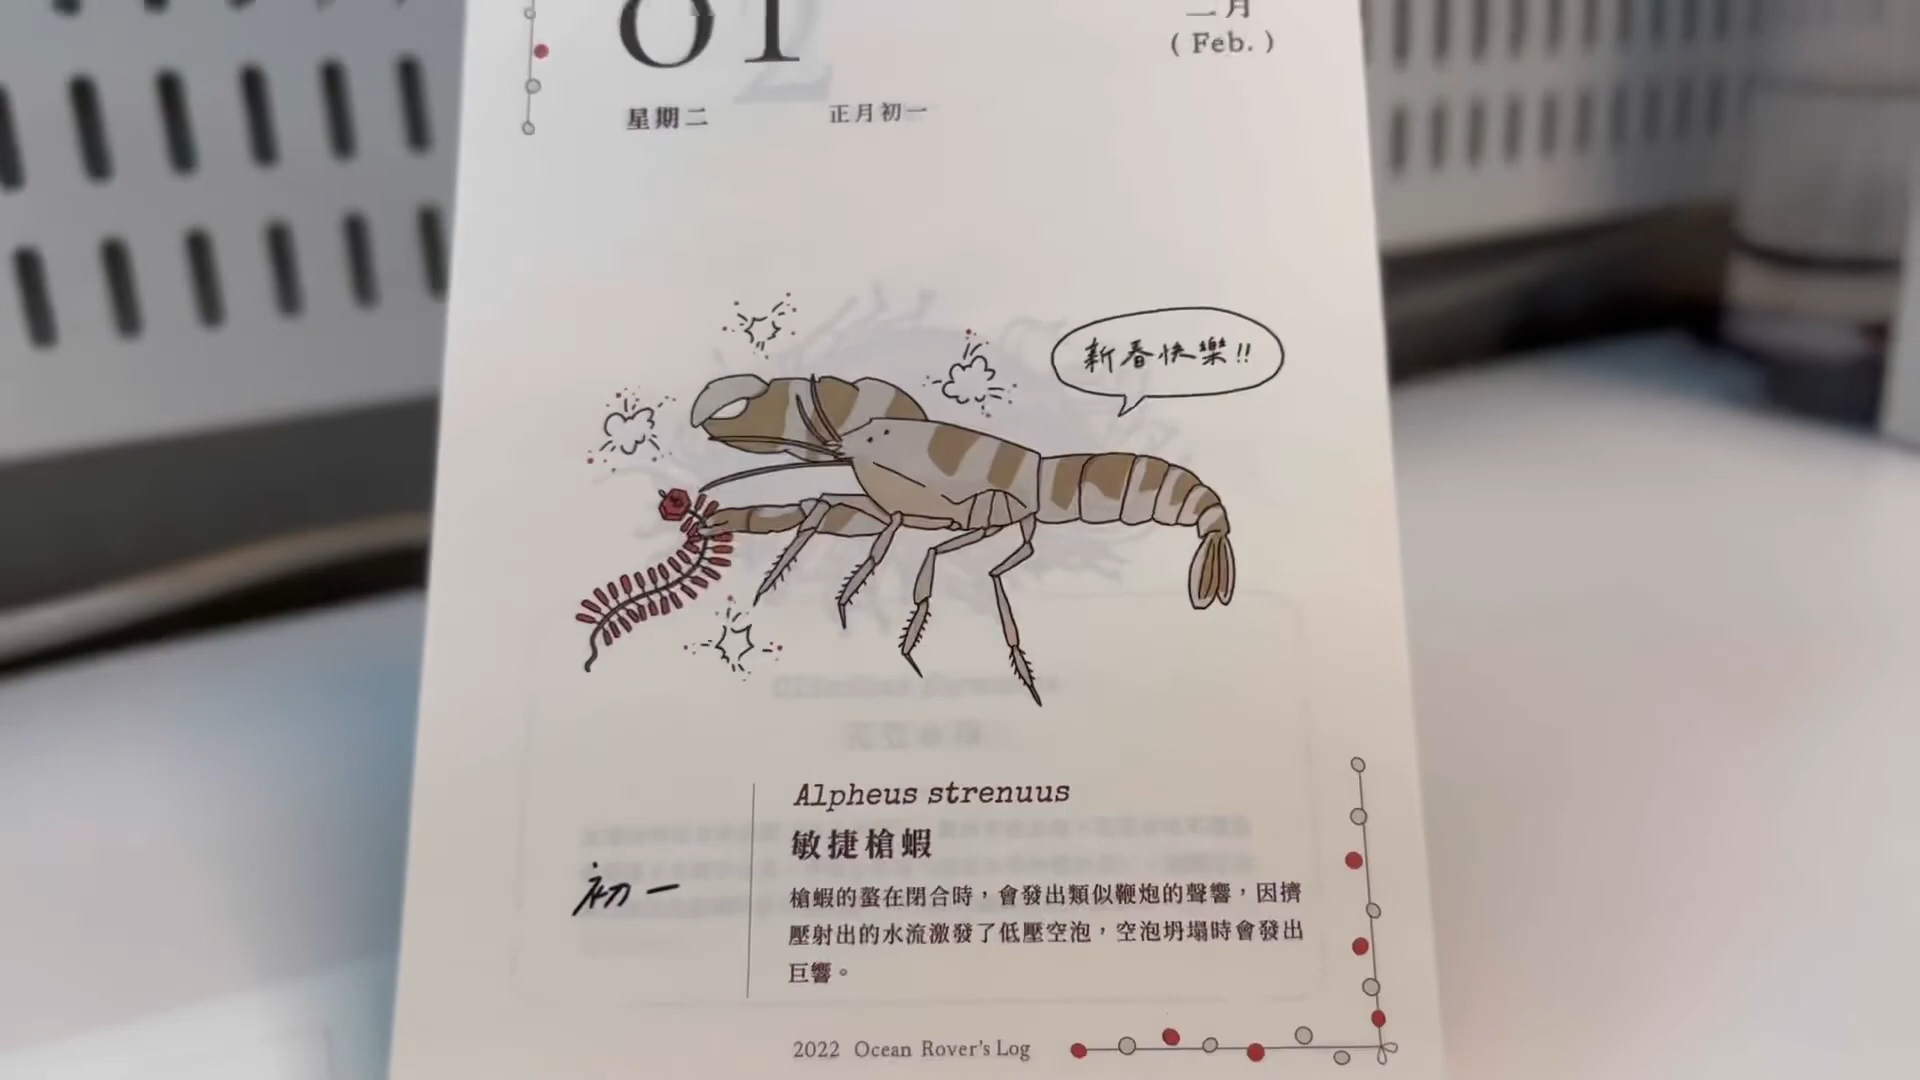 01
二月
( Feb. )
星期二
正月初一
新春快樂!!
Alpheus strenuus
敏捷槍蝦
初一
槍蝦的螯在閉合時，會發出類似鞭炮的聲響，因擠
壓射出的水流激發了低壓空泡，空泡坍塌時會發出
巨響。
2022 Ocean Rover's Log